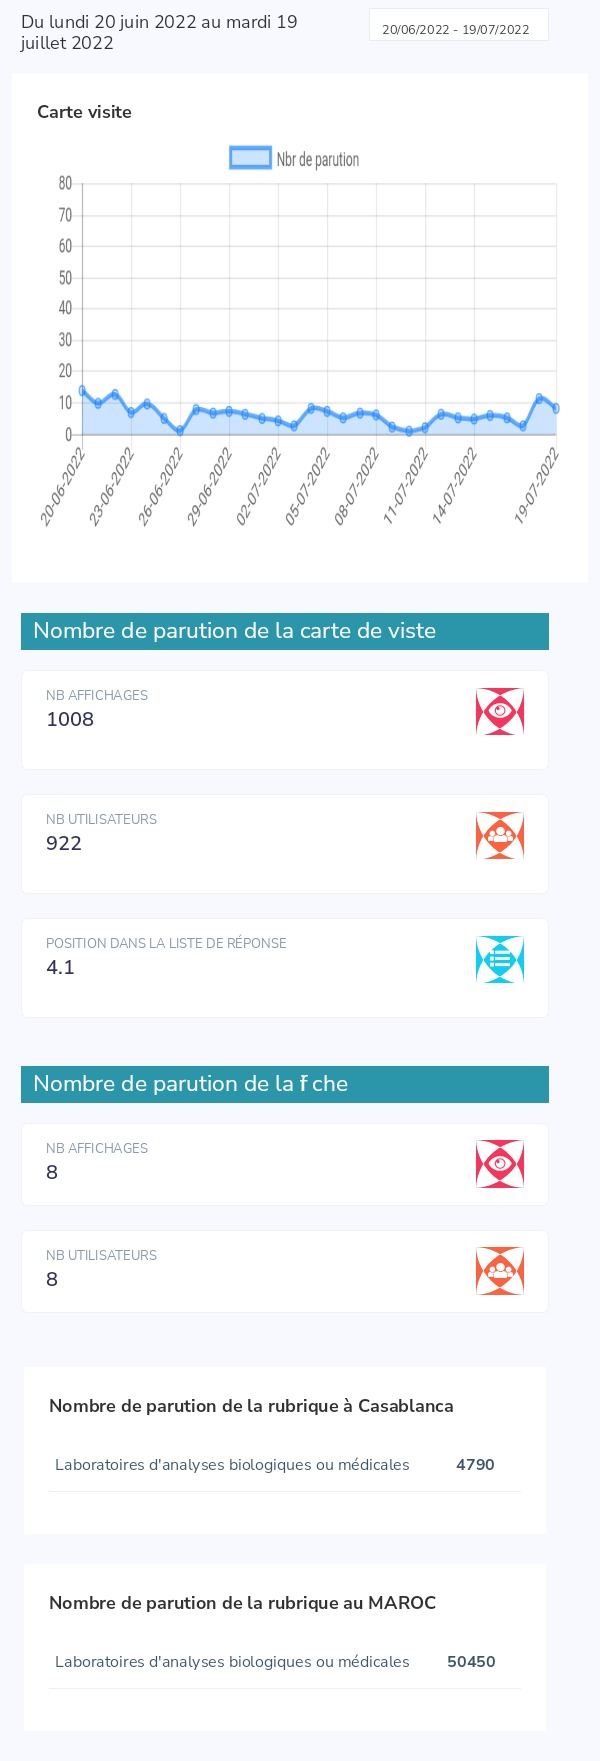 Du lundi 20 juin 2022 au mardi 19
juillet 2022
20/06/2022 - 19/07/2022
Carte visite
Nbr de parution
80
70
60
50
40
30
20
10
0
20-06-2022
23-06-2022
26-06-2022
29-06-2022
02-07-2022
05-07-2022
08-07-2022
11-07-2022
14-07-2022
19-07-2022
Nombre de parution de la carte de viste
NB AFFICHAGES
1008
NB UTILISATEURS
922
POSITION DANS LA LISTE DE RÉPONSE
4.1
Nombre de parution de la fiche
NB AFFICHAGES
8
NB UTILISATEURS
8
Nombre de parution de la rubrique à Casablanca
Laboratoires d'analyses biologiques ou médicales 4790
Nombre de parution de la rubrique au MAROC
Laboratoires d'analyses biologiques ou médicales 50450